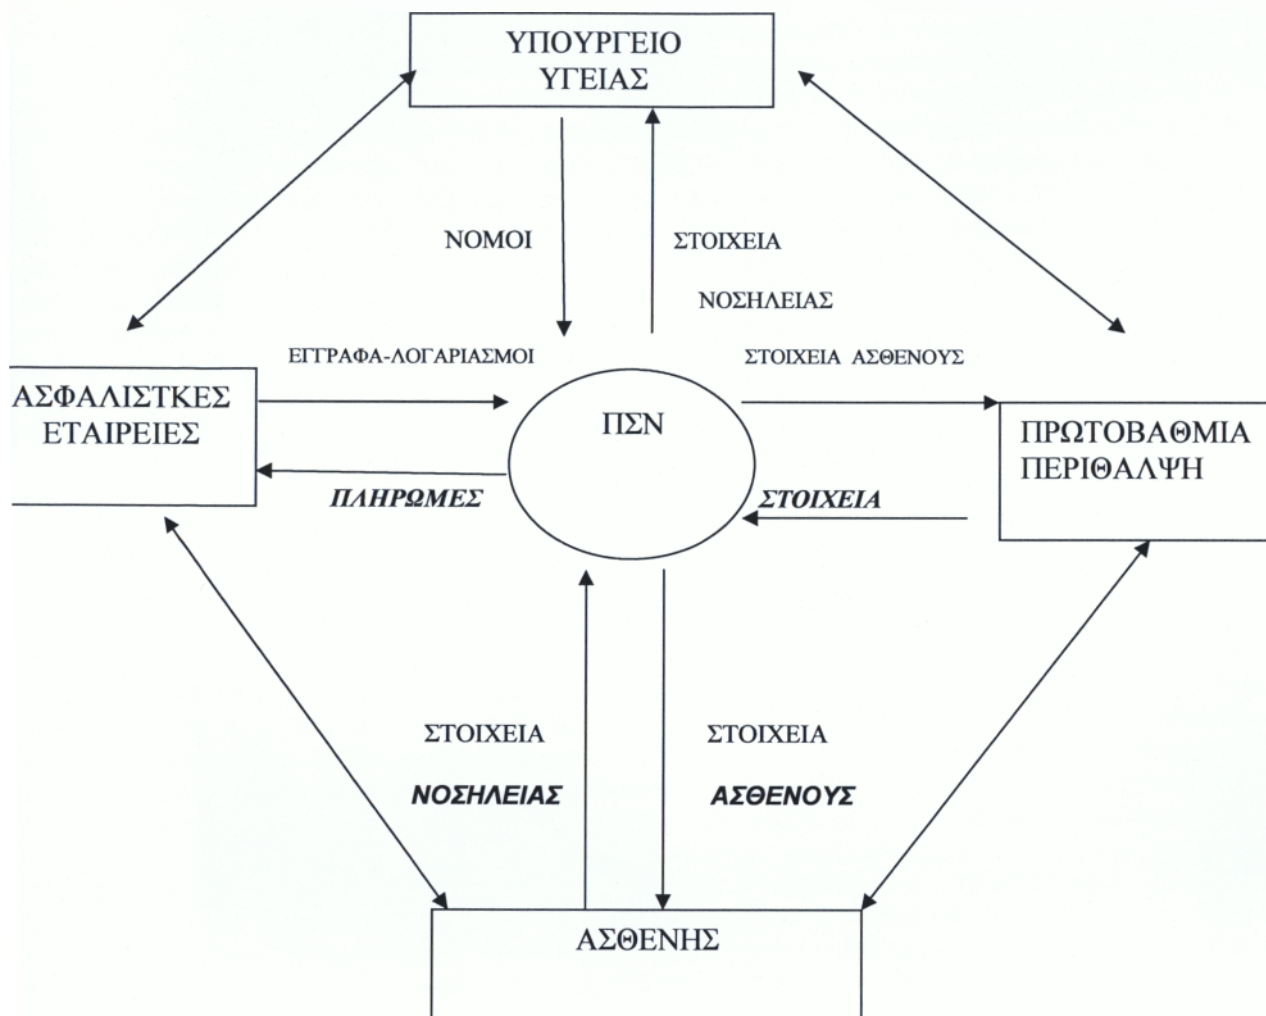 ΥΠΟΥΡΓΕΙΟ
ΥΓΕΙΑΣ
ΝΟΜΟΙ
ΣΤΟΙΧΕΙΑ
ΝΟΣΗΛΕΙΑΣ
ΕΓΓΡΑΦΑ-ΛΟΓΑΡΙΑΣΜΟΙ
ΣΤΟΙΧΕΙΑ ΑΣΘΕΝΟΥΣ
ΑΣΦΑΛΙΣΤΚΕΣ
ΕΤΑΙΡΕΙΕΣ
ΠΣΝ
ΠΡΩΤΟΒΑΘΜΙΑ
ΠΕΡΙΘΑΛΨΗ
ΠΛΗΡΩΜΕΣ
ΣΤΟΙΧΕΙΑ
ΣΤΟΙΧΕΙΑ
ΝΟΣΗΛΕΙΑΣ
ΣΤΟΙΧΕΙΑ
ΑΣΘΕΝΟΥΣ
ΑΣΘΕΝΗΣ